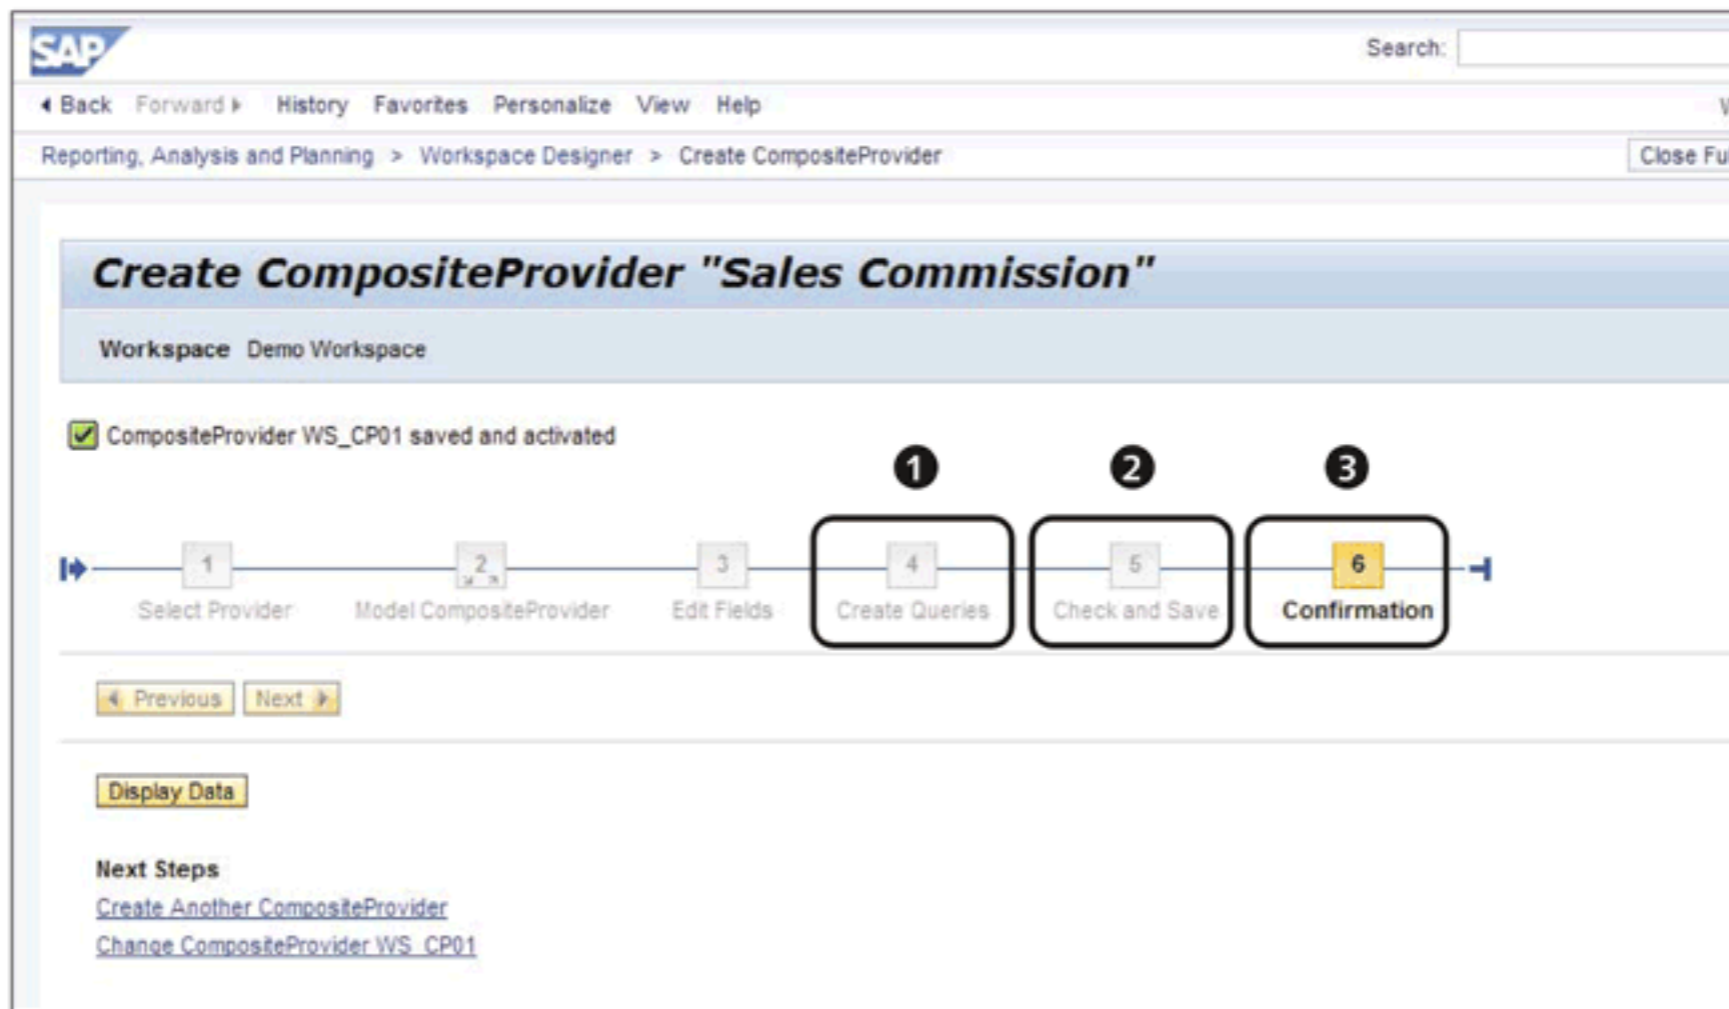 SAP
Search:
Back Forward History Favorites Personalize View Help
Reporting, Analysis and Planning > Workspace Designer > Create CompositeProvider
Close Ful
Create CompositeProvider "Sales Commission"
Workspace Demo Workspace
CompositeProvider WS_CP01 saved and activated
1 2 3
1 2 3 4 5 6
Select Provider Model CompositeProvider Edit Fields Create Queries Check and Save Confirmation
Previous Next
Display Data
Next Steps
Create Another CompositeProvider
Change CompositeProvider WS_CP01